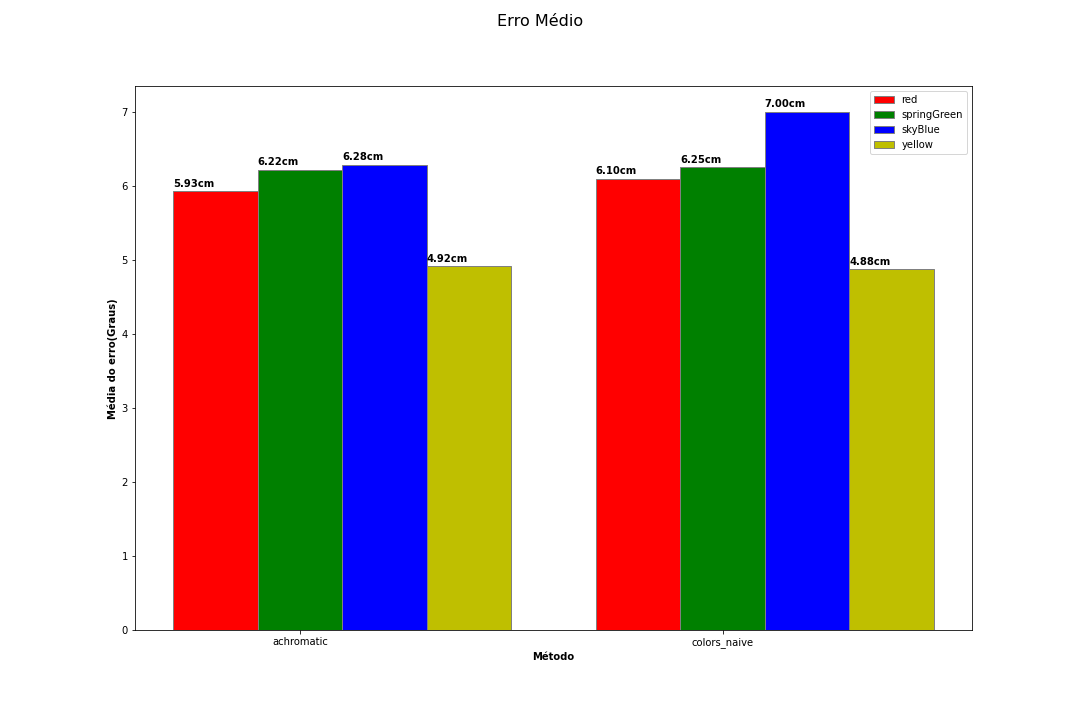 Erro Médio
7
6
5
4
3
2
1
0
Média do erro(Graus)
5.93cm
6.22cm
6.28cm
4.92cm
6.10cm
6.25cm
7.00cm
4.88cm
red
springGreen
skyBlue
yellow
achromatic
colors_naive
Método